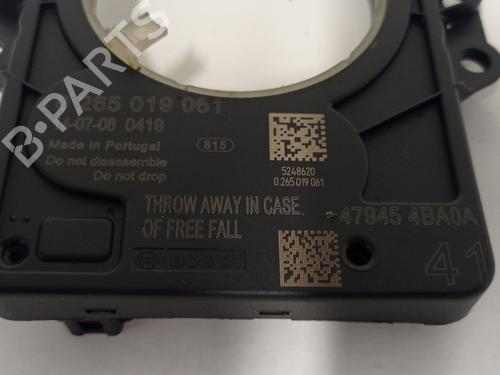 B-PARTS
265 019 061
-07-08 0419
Made in Portugal
815
Do not disassemble
Do not drop
5248620
0.265 019 061
THROW AWAY IN CASE
OF FREE FALL
47945 4BA0A
BOSCH
41